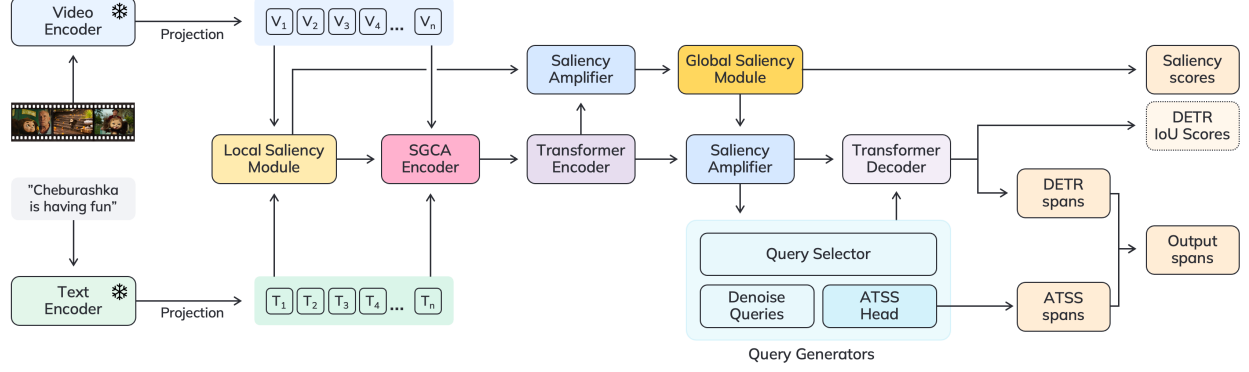 Video
Encoder
Projection
V1 V2 V3 V4 ... Vn
Saliency
Amplifier
Global Saliency
Module
Saliency
scores
DETR
IoU Scores
Local Saliency
Module
SGCA
Encoder
Transformer
Encoder
Saliency
Amplifier
Transformer
Decoder
"Cheburashka
is having fun"
DETR
spans
Output
spans
Query Selector
Denoise
Queries
ATSS
Head
ATSS
spans
Text
Encoder
Projection
T1 T2 T3 T4 ... Tn
Query Generators